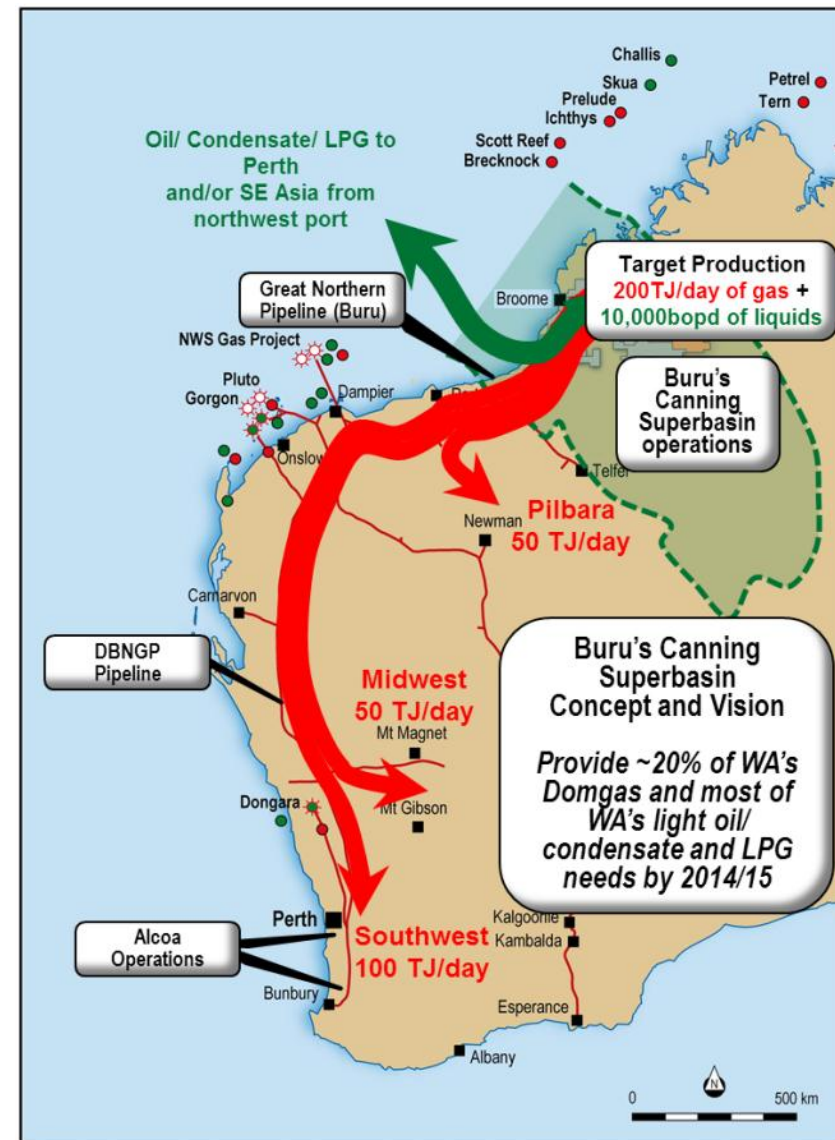 Challis
Skua
Petrel
Tern
Prelude
Ichthys
Scott Reef
Brecknock
Oil/ Condensate/ LPG to
Perth
and/or SE Asia from
northwest port
Target Production
200TJ/day of gas +
10,000bopd of liquids
Great Northern
Pipeline (Buru)
Broome
NWS Gas Project
Pluto
Gorgon
Dampier
Buru's
Canning
Superbasin
operations
Onslow
Telfer
Pilbara
50 TJ/day
Newman
Carnarvon
DBNGP
Pipeline
Midwest
50 TJ/day
Mt Magnet
Buru's Canning
Superbasin
Concept and Vision
Provide ~20% of WA's
Domgas and most of
WA's light oil/
condensate and LPG
needs by 2014/15
Dongara
Mt Gibson
Perth
Alcoa
Operations
Southwest
100 TJ/day
Kalgoorlie
Kambalda
Bunbury
Esperance
Albany
N
0 500 km